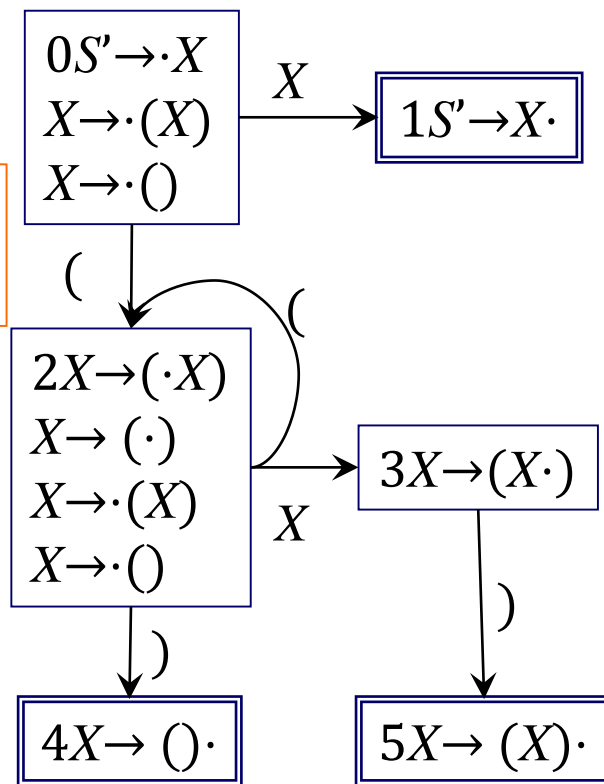 0S’→·X
X→·(X)
X→·()
X
1S’→X·
(
(
2X→(·X)
X→ (·)
X→·(X)
X→·()
X
3X→(X·)
)
)
4X→ ()·
5X→ (X)·